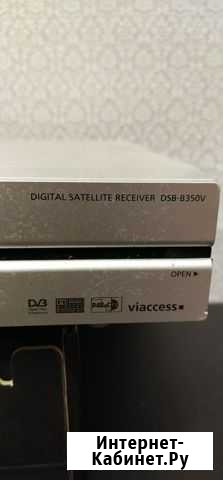 DIGITAL SATELLITE RECEIVER DSB-B350V
OPEN
DVB
viaccess
Интернет-
Кабинет.Ру